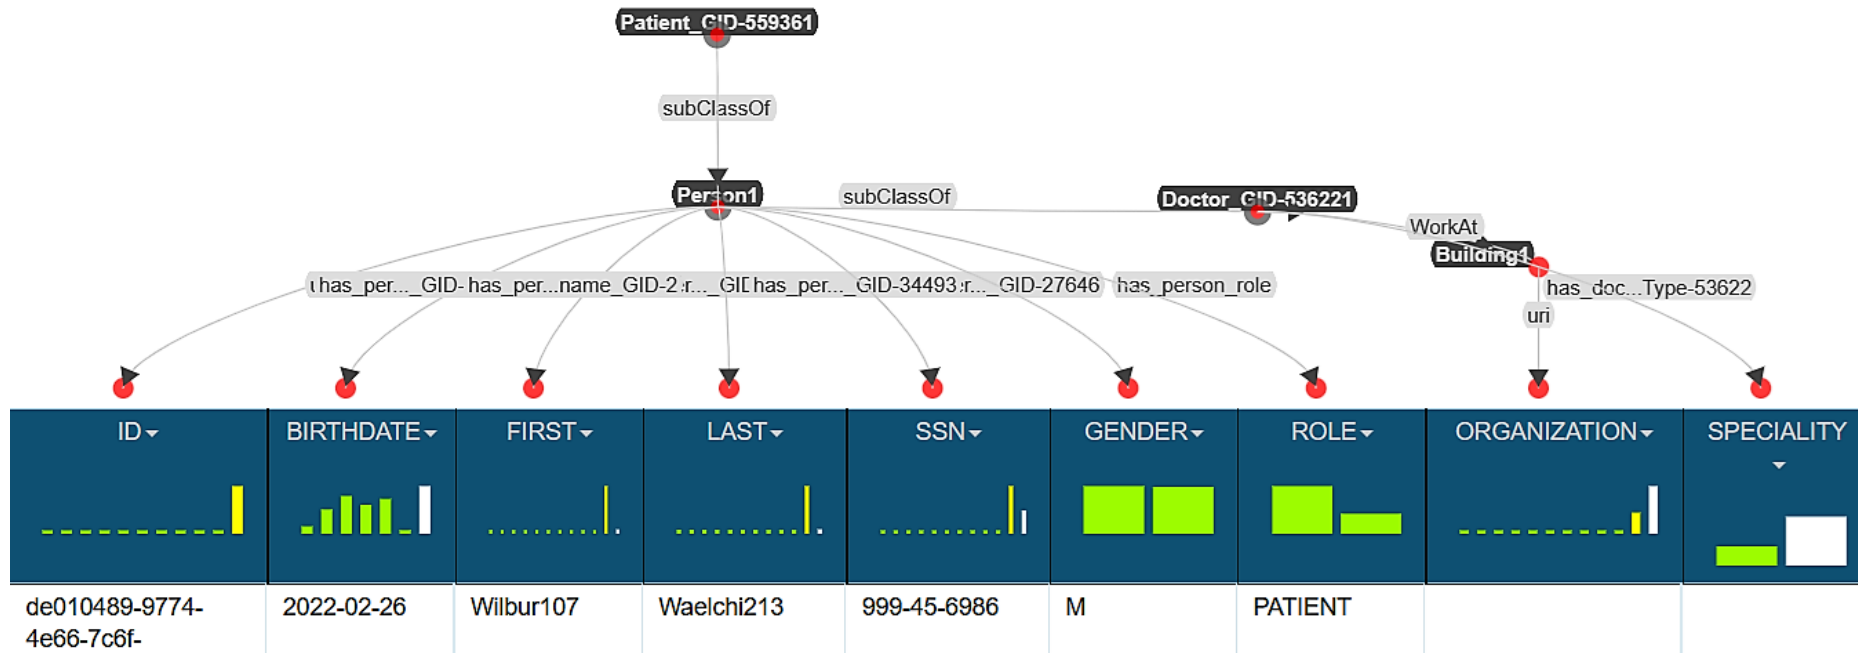 Patient_GID-559361
subClassOf
Person1
subClassOf
Doctor_GID-536221
WorkAt
Building1
has_per..._GID- has_per...name_GID-2 r..._GID has_per..._GID-34493 r..._GID-27646 has_person_role
has_doc...Type-53622
uri
ID BIRTHDATE FIRST LAST SSN GENDER ROLE ORGANIZATION SPECIALITY
de010489-9774- 2022-02-26 Wilbur107 Waelchi213 999-45-6986 M PATIENT
4e66-7c6f-